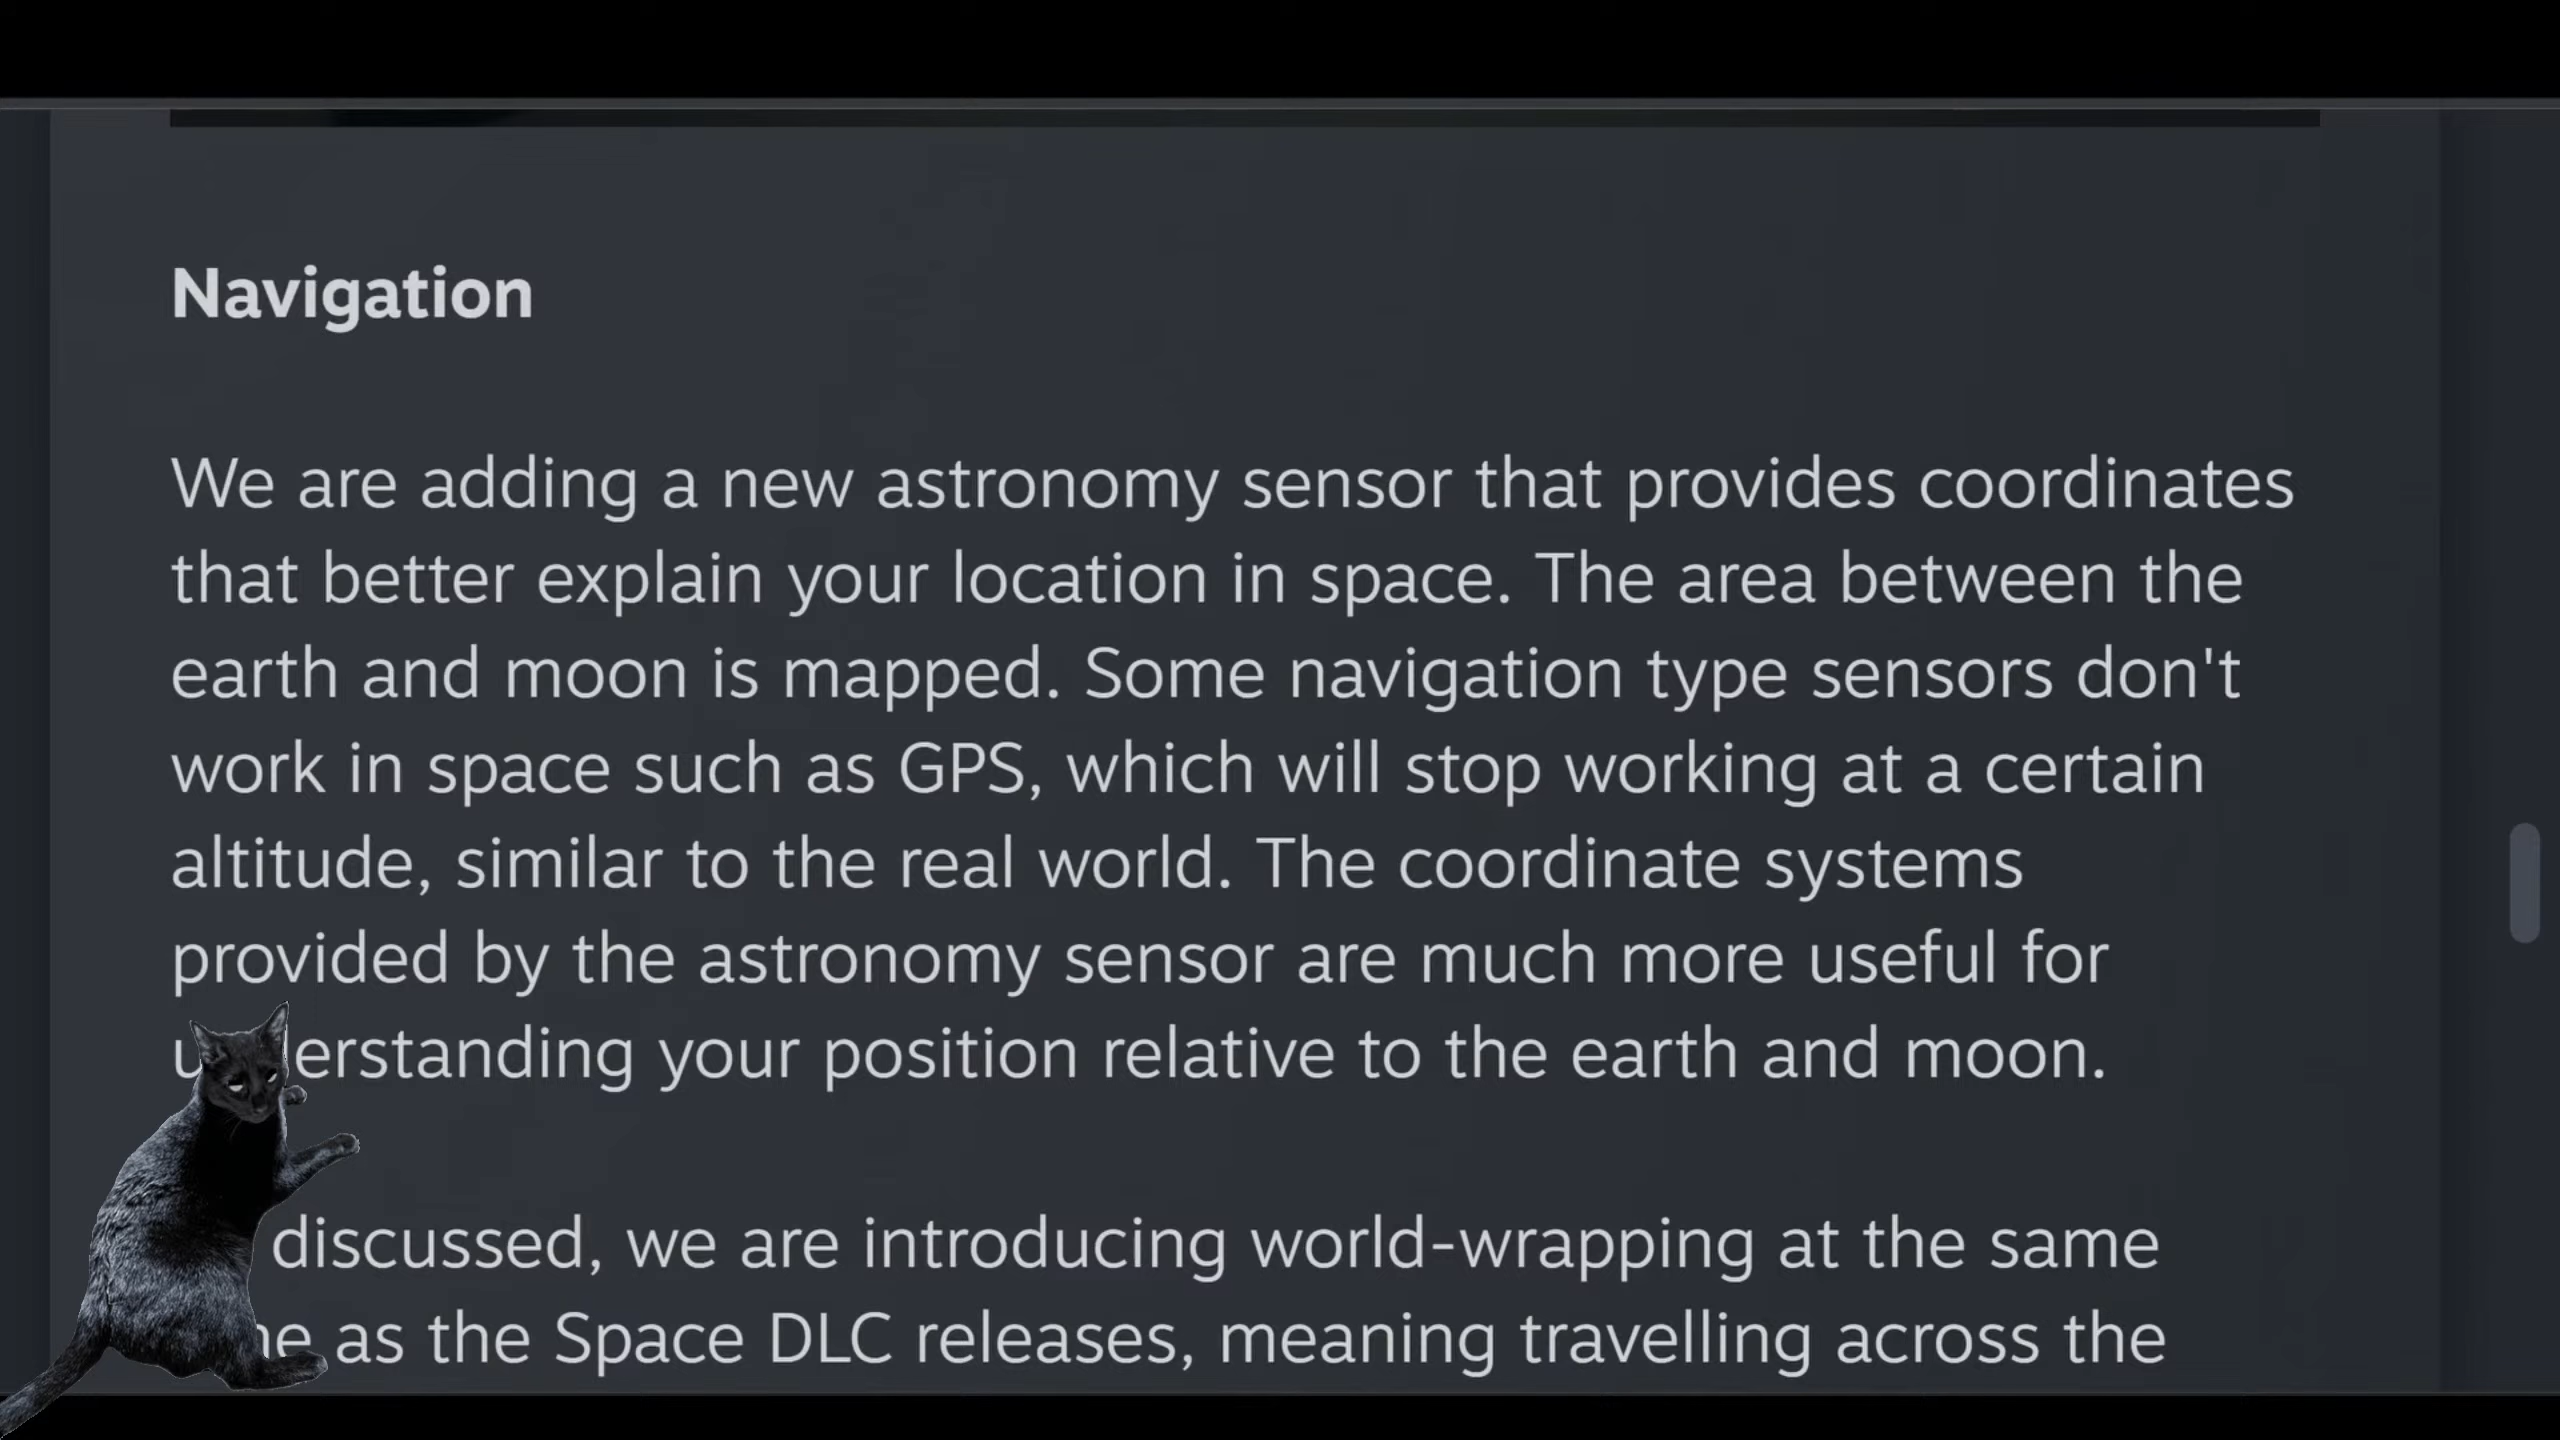 Navigation
We are adding a new astronomy sensor that provides coordinates
that better explain your location in space. The area between the
earth and moon is mapped. Some navigation type sensors don't
work in space such as GPS, which will stop working at a certain
altitude, similar to the real world. The coordinate systems
provided by the astronomy sensor are much more useful for
your position relative to the earth and moon.
discussed, we are introducing world-wrapping at the same
as the Space DLC releases, meaning travelling across the